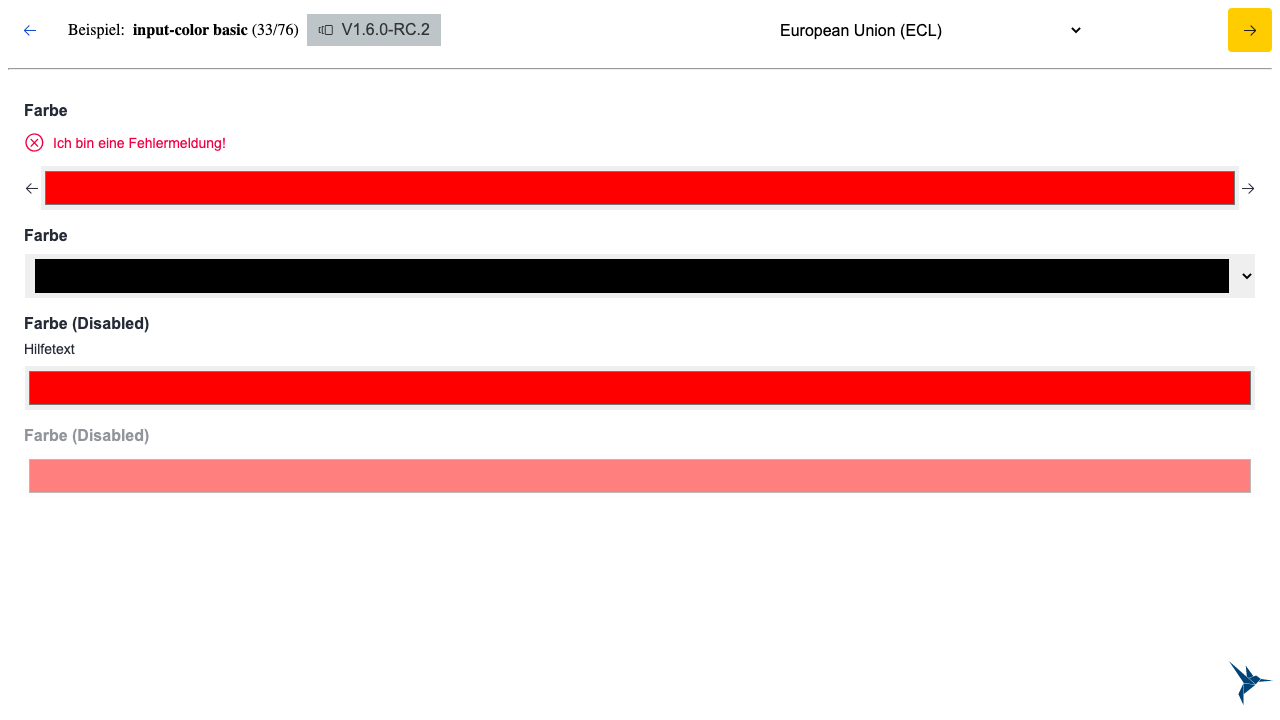 Beispiel: input-color basic (33/76) V1.6.0-RC.2 European Union (ECL)
Farbe
Ich bin eine Fehlermeldung!
Farbe
Farbe (Disabled)
Hilfetext
Farbe (Disabled)